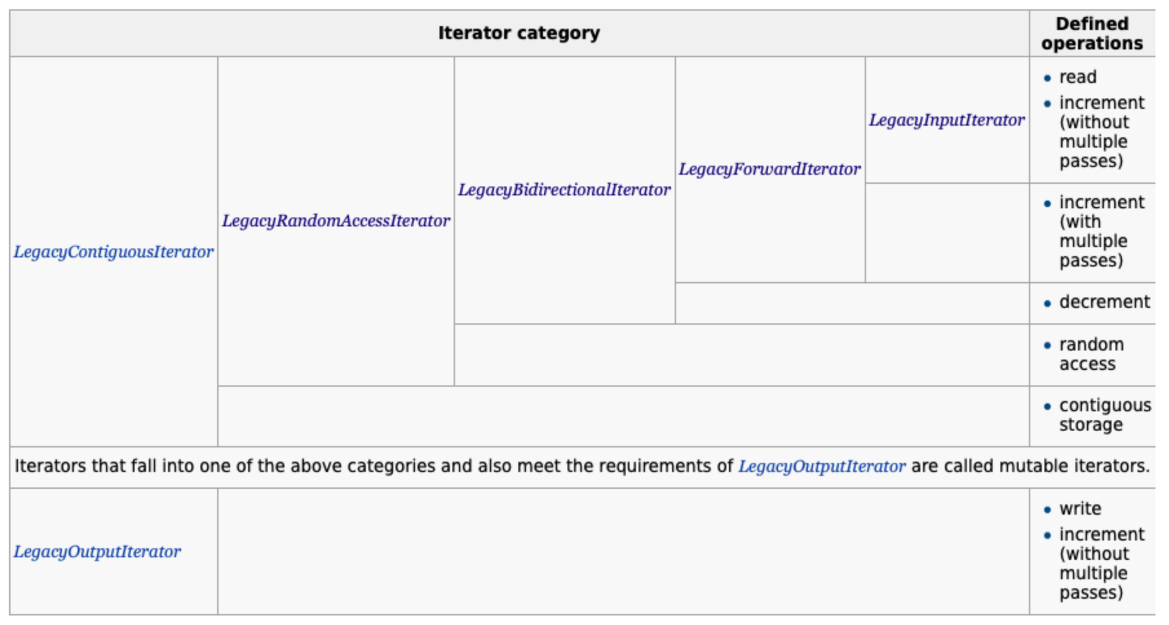 Iterator category
Defined
operations
LegacyContiguousIterator
LegacyRandomAccessIterator
LegacyBidirectionalIterator
LegacyForwardIterator
LegacyInputIterator
• read
• increment
(without
multiple
passes)
• increment
(with
multiple
passes)
• decrement
• random
access
• contiguous
storage
Iterators that fall into one of the above categories and also meet the requirements of LegacyOutputIterator are called mutable iterators.
LegacyOutputIterator
• write
• increment
(without
multiple
passes)